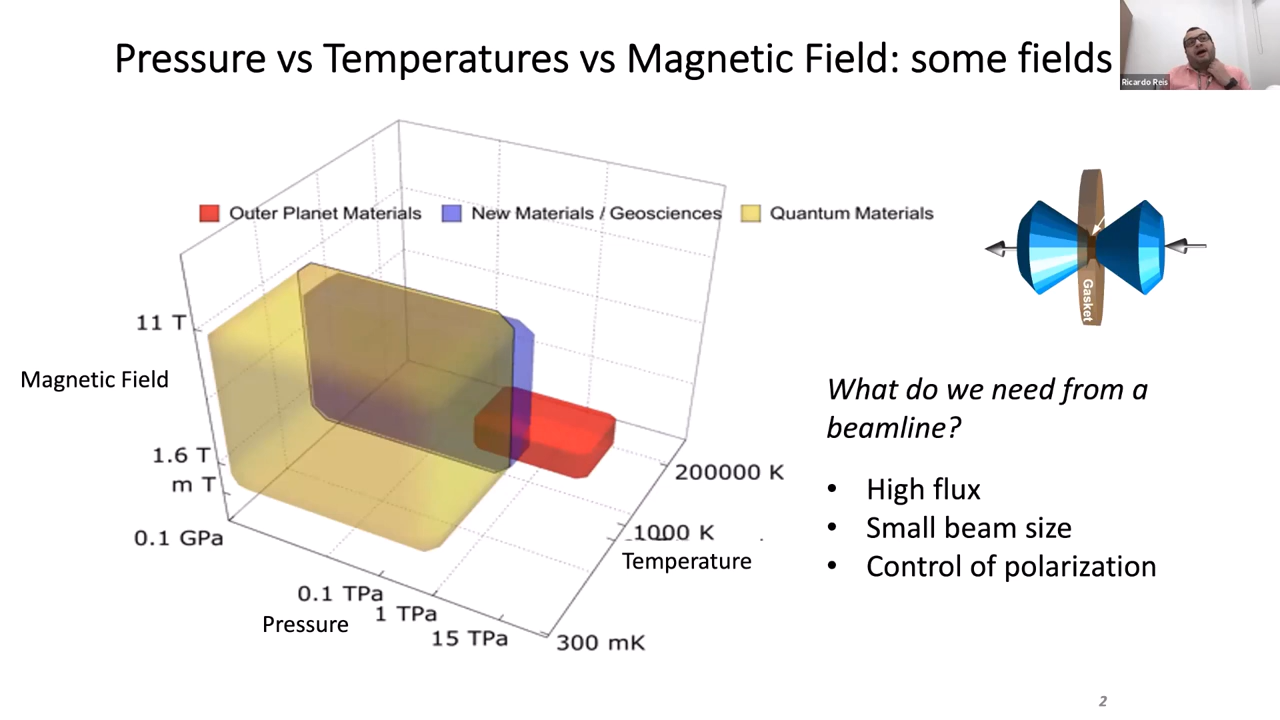 Pressure vs Temperatures vs Magnetic Field: some fields
Ricardo Reis
Outer Planet Materials
New Materials / Geosciences
Quantum Materials
11 T
Magnetic Field
1.6 T
m T
0.1 GPa
0.1 TPa
1 TPa
15 TPa
Pressure
300 mK
1000 K
200000 K
Temperature
Gasket
What do we need from a
beamline?
• High flux
• Small beam size
• Control of polarization
2